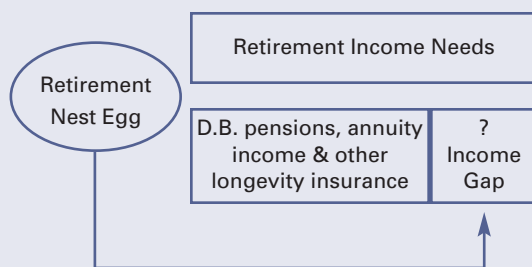 Retirement Income Needs
Retirement
Nest Egg
D.B. pensions, annuity
income & other
longevity insurance
?
Income
Gap